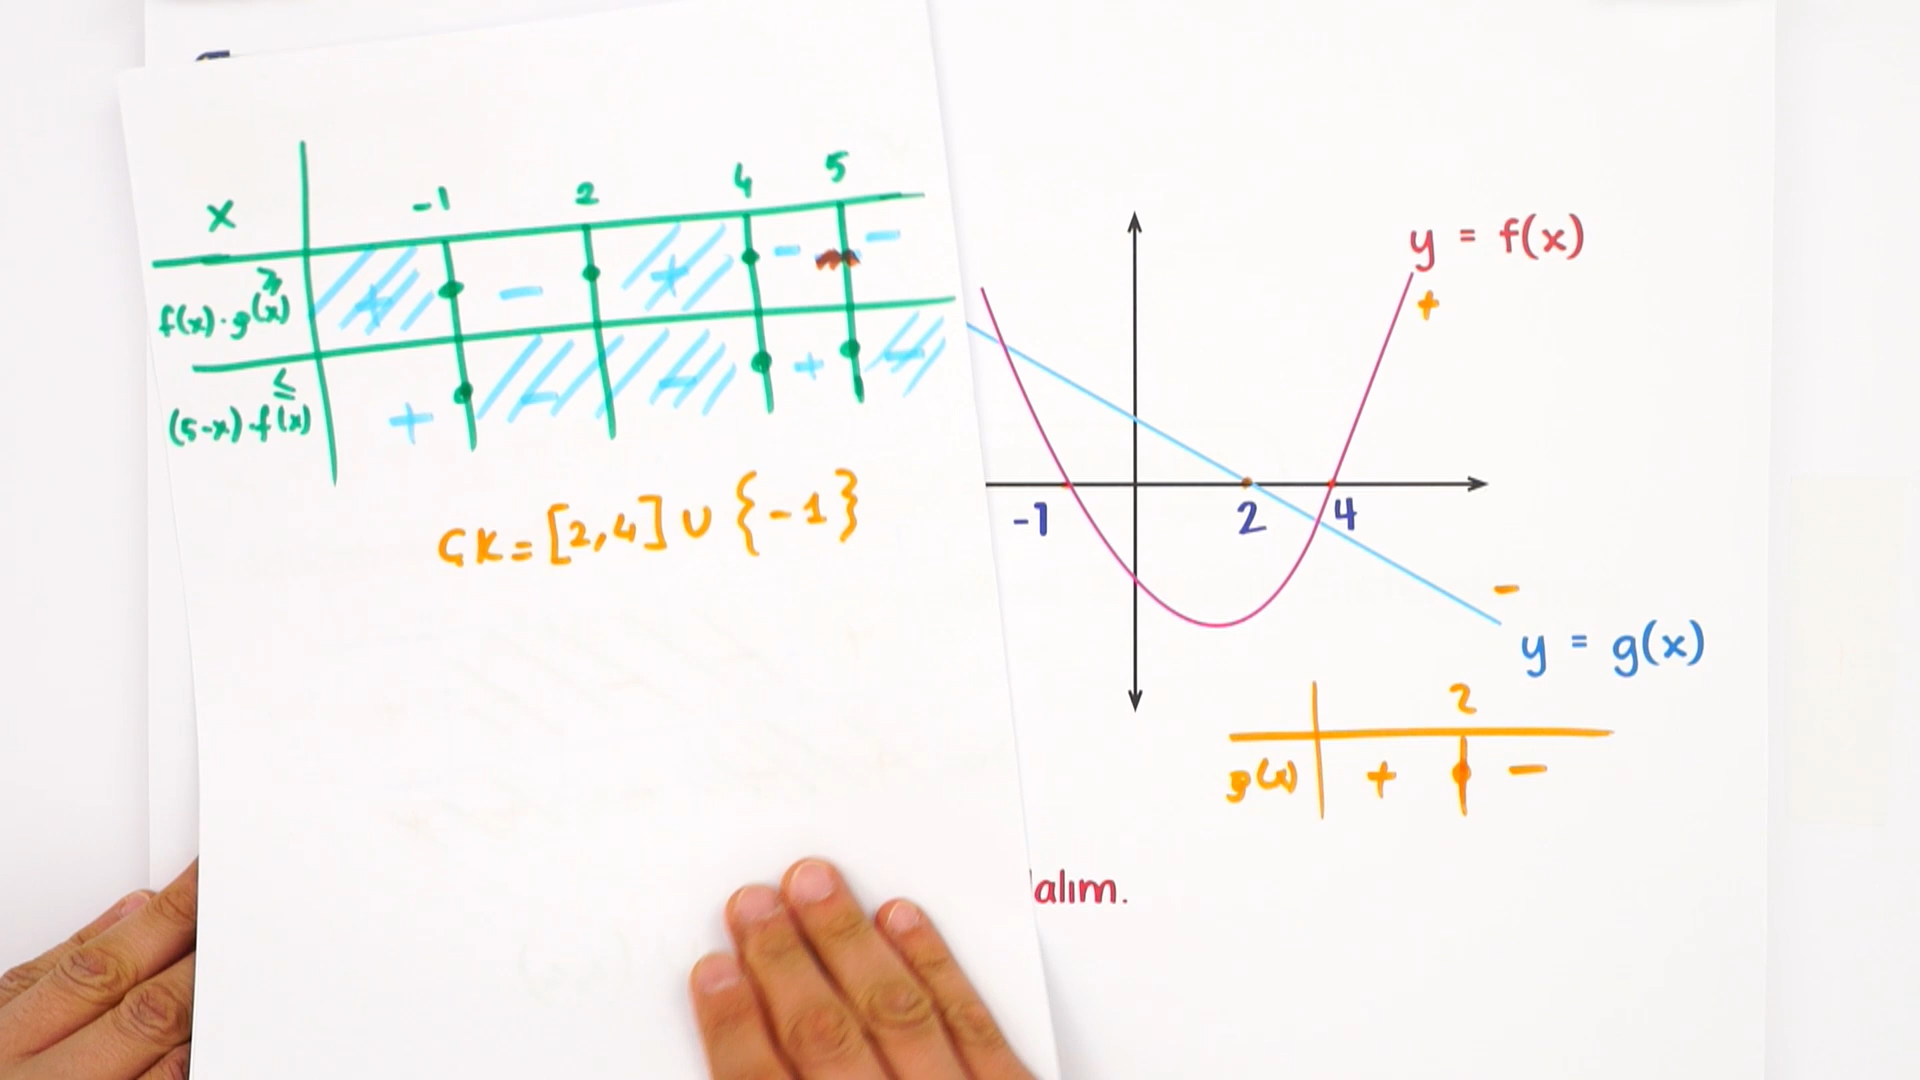 x -1 2 4 5
f(x)·g(x) ≥ + - + - -
(5-x)·f(x) ≤ + - - + -
ÇK = [2,4] ∪ {-1}
y = f(x)
+
-1 2 4
-
y = g(x)
2
g(x) + -
alım.